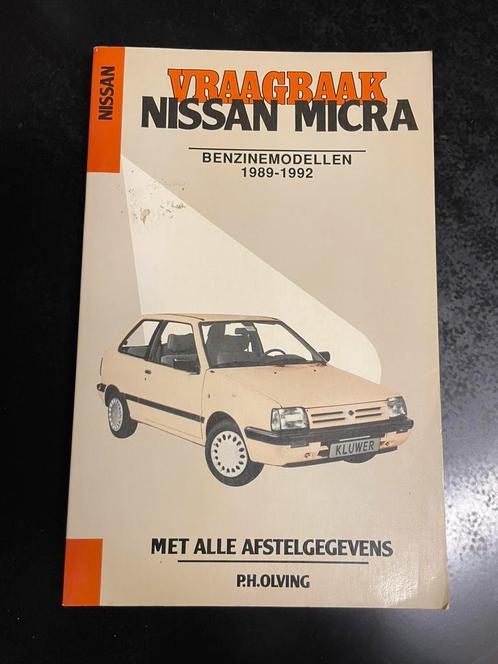 NISSAN
VRAAGBAAK
NISSAN MICRA
BENZINEMODELLEN
1989-1992
KLUWER
MET ALLE AFSTELGEGEVENS
P.H.OLVING